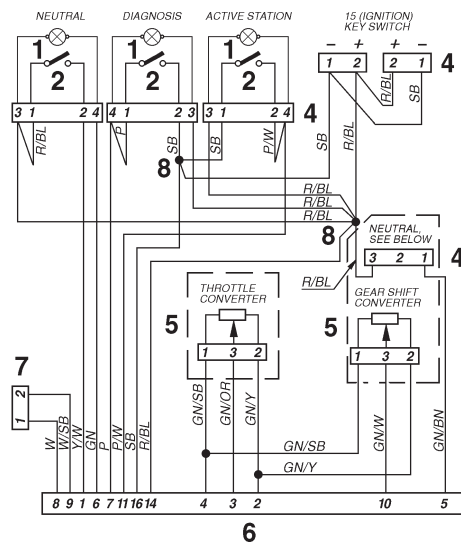 NEUTRAL DIAGNOSIS ACTIVE STATION 15 (IGNITION)
KEY SWITCH
1 1 1 – + + –
2 2 2 1 2 2 1 4
3 1 2 4 4 1 2 3 3 1 2 4 4
R/BL P SB SB P/W SB R/BL R/BL SB
8
R/BL
R/BL
R/BL
8
NEUTRAL,
SEE BELOW
4
3 2 1
R/BL
THROTTLE
CONVERTER
GEAR SHIFT
CONVERTER
5 5
1 3 2 1 3 2
7
2
1
W W/SB Y/W GN P P/W SB R/BL GN/SB GN/OR GN/Y GN/W GN/BN
GN/SB
GN/Y
8 9 1 6 7 11 16 14 4 3 2 10 5
6